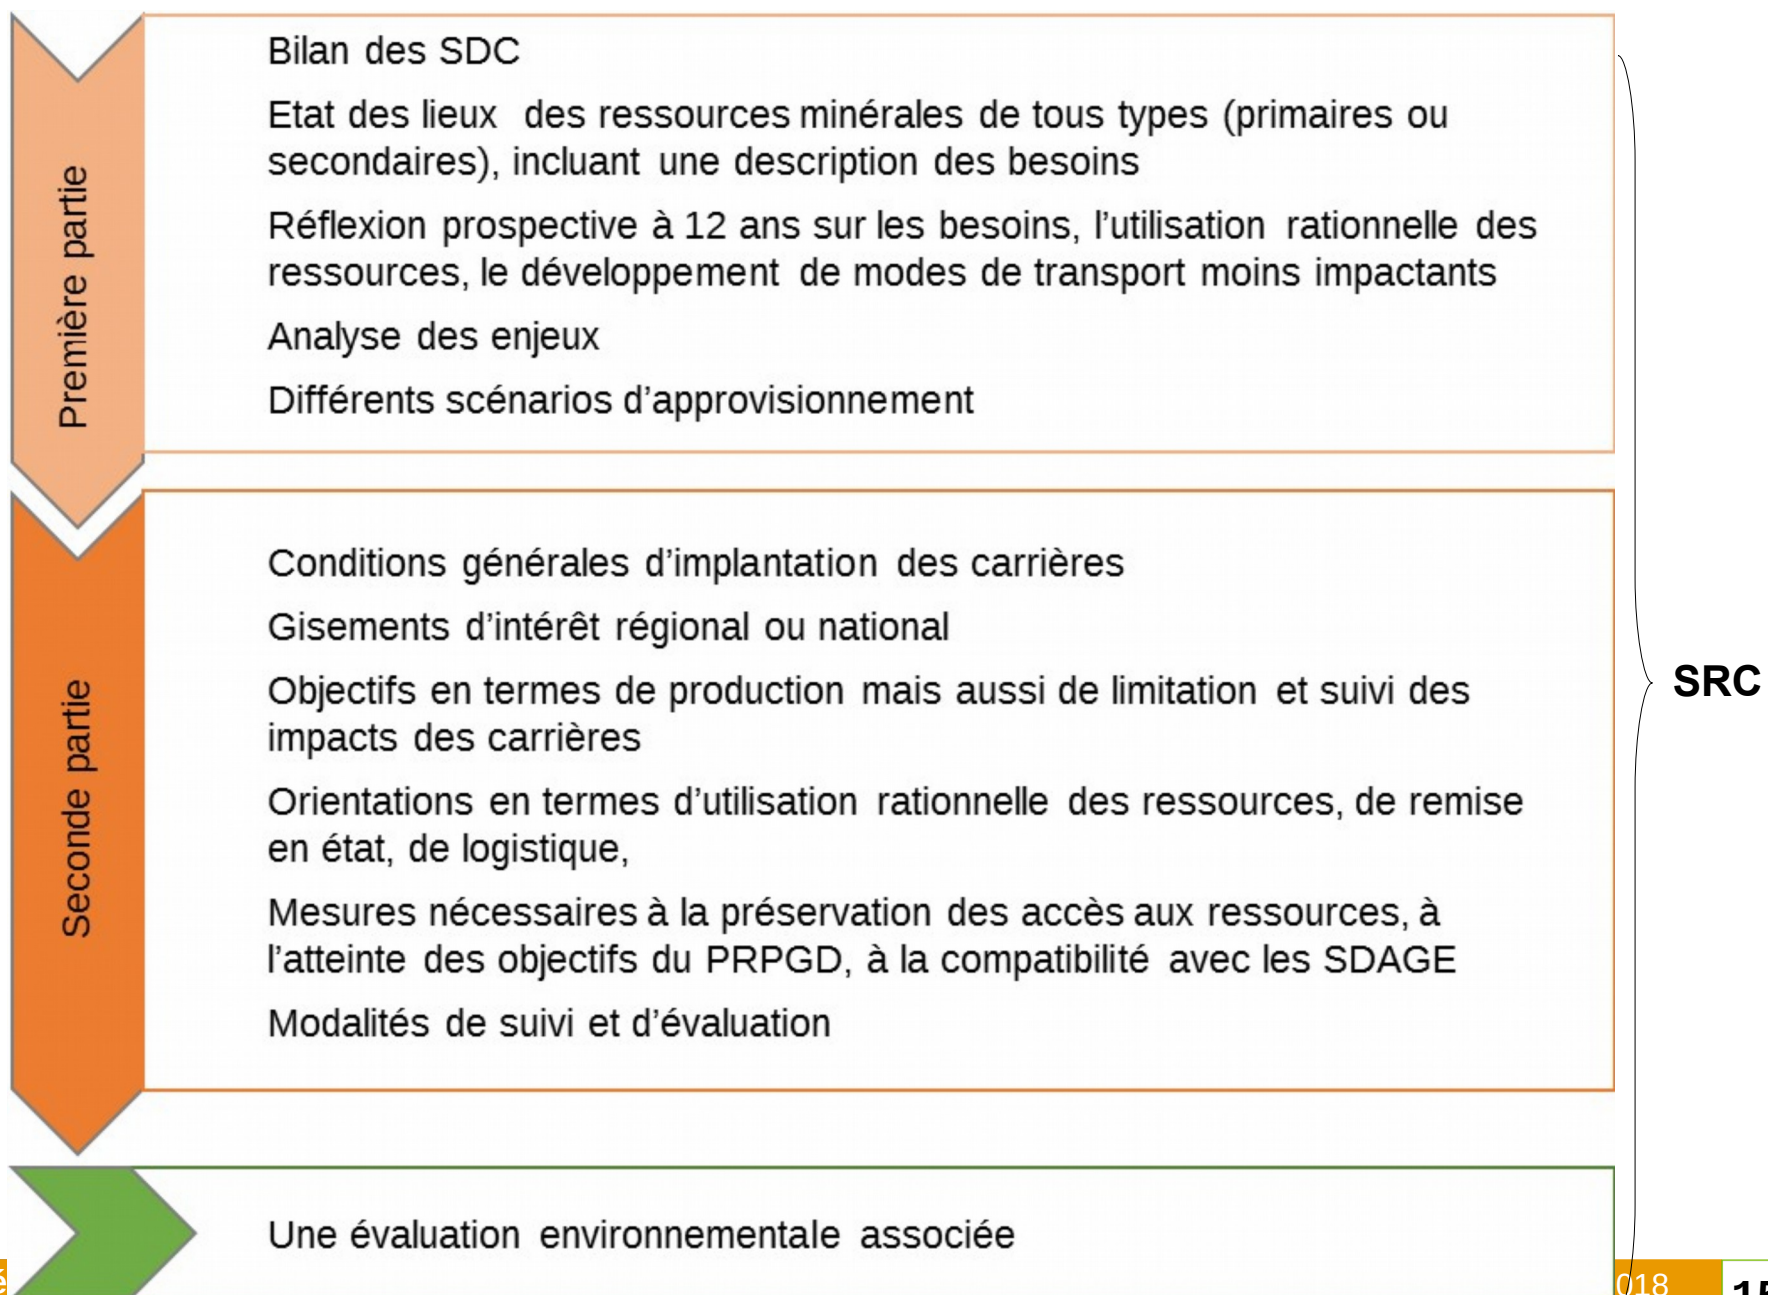 Première partie
Bilan des SDC
Etat des lieux des ressources minérales de tous types (primaires ou
secondaires), incluant une description des besoins
Réflexion prospective à 12 ans sur les besoins, l’utilisation rationnelle des
ressources, le développement de modes de transport moins impactants
Analyse des enjeux
Différents scénarios d’approvisionnement
Seconde partie
Conditions générales d’implantation des carrières
Gisements d’intérêt régional ou national
Objectifs en termes de production mais aussi de limitation et suivi des
impacts des carrières
Orientations en termes d’utilisation rationnelle des ressources, de remise
en état, de logistique,
Mesures nécessaires à la préservation des accès aux ressources, à
l’atteinte des objectifs du PRPGD, à la compatibilité avec les SDAGE
Modalités de suivi et d’évaluation
SRC
Une évaluation environnementale associée
018